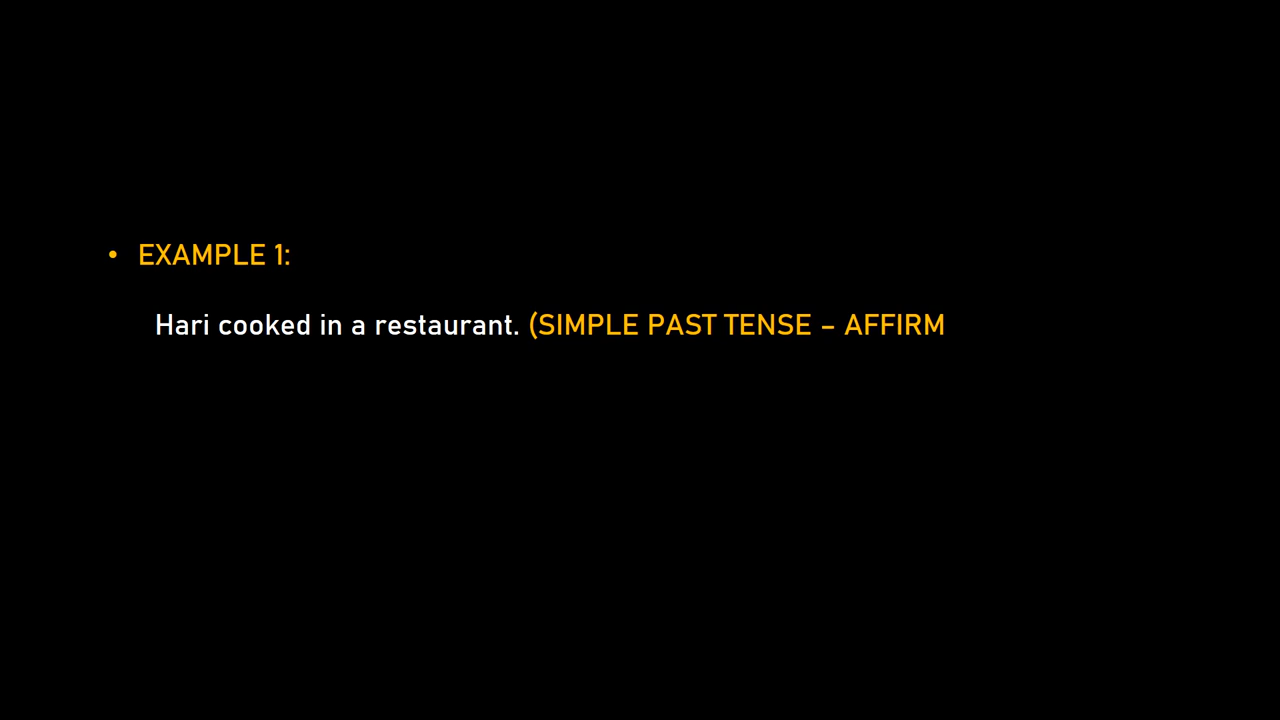 • EXAMPLE 1:
Hari cooked in a restaurant. (SIMPLE PAST TENSE – AFFIRM